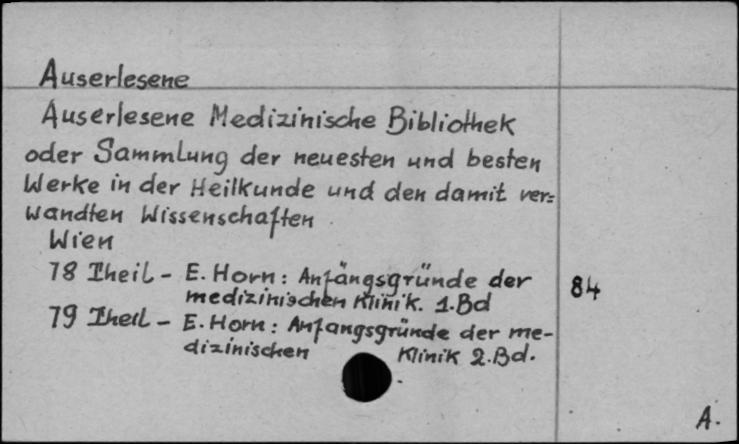 Auserlesene
Auserlesene Medizinische Bibliothek
oder Sammlung der neuesten und besten
Werke in der Heilkunde und den damit ver=
wandten Wissenschaften
Wien
78 Theil - E. Horn: Anfängsgründe der
medizinischen Klinik. 1.Bd
84
79 Theil - E. Horn: Anfangsgründe der me-
dizinischen Klinik 2.Bd.
A.